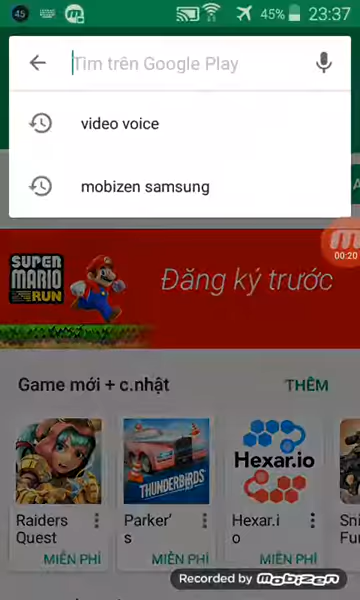 45
45%
23:37
Tìm trên Google Play
video voice
mobizen samsung
00:20
SUPER
MARIO
RUN
Đăng ký trước
Game mới + c.nhật
THÊM
THUNDERBIRDS
Hexar.io
Raiders
Quest
Parker'
s
Hexar.i
o
Sni
Fu
MIỄN PHÍ
MIỄN PHÍ
MIỄN PHÍ
Recorded by mobizen